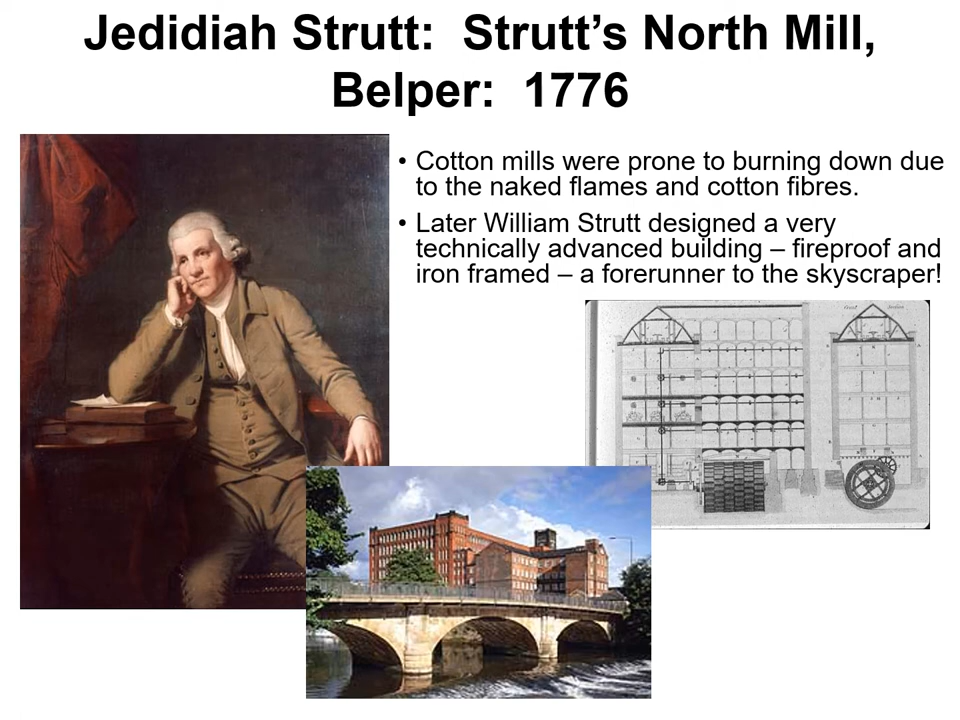 Jedidiah Strutt:  Strutt’s North Mill,
Belper:  1776
• Cotton mills were prone to burning down due
to the naked flames and cotton fibres.
• Later William Strutt designed a very
technically advanced building – fireproof and
iron framed – a forerunner to the skyscraper!